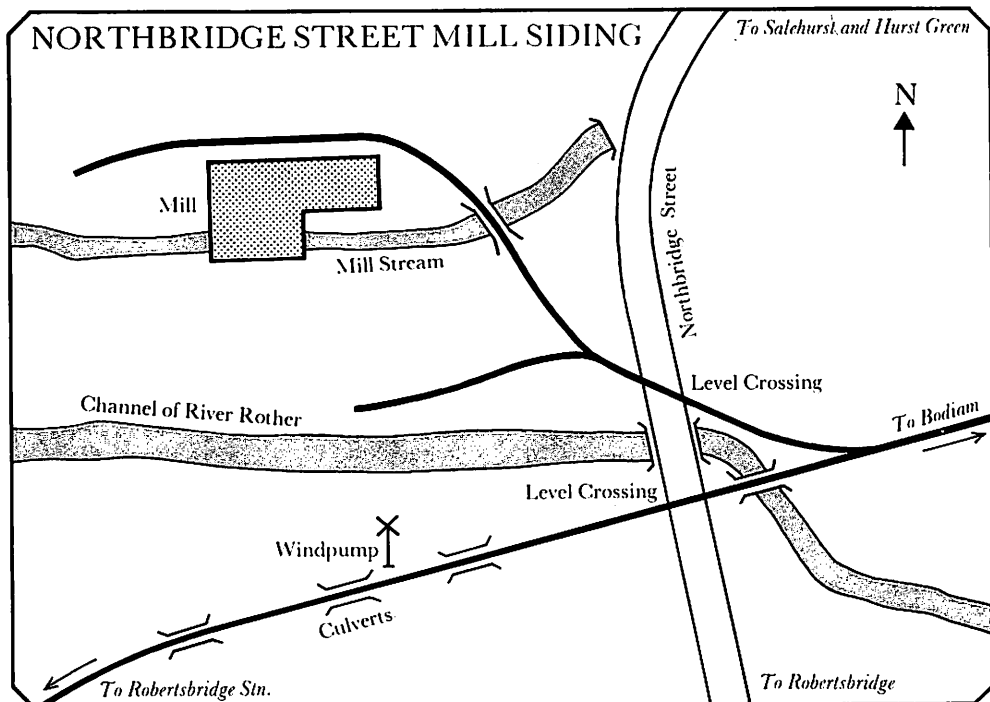 NORTHBRIDGE STREET MILL SIDING
To Salehurst and Hurst Green
N
Mill
Mill Stream
Northbridge Street
Level Crossing
Channel of River Rother
To Bodiam
Level Crossing
Windpump
Culverts
To Robertsbridge Stn.
To Robertsbridge